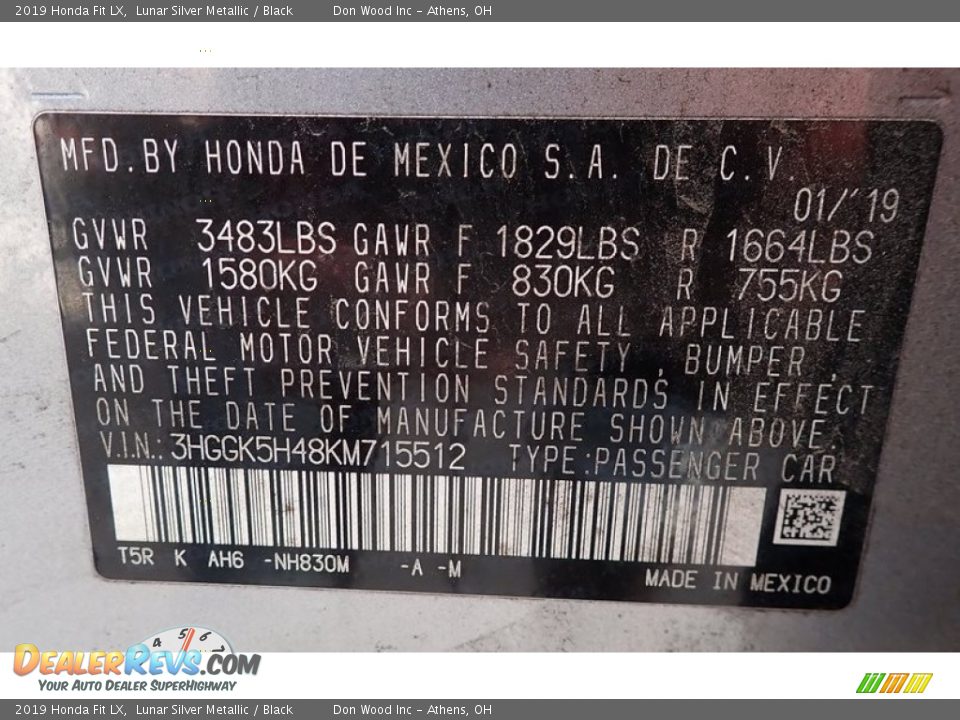 2019 Honda Fit LX, Lunar Silver Metallic / Black Don Wood Inc - Athens, OH
MFD.BY HONDA DE MEXICO S.A. DE C.V.
01/'19
GVWR 3483LBS GAWR F 1829LBS R 1664LBS
GVWR 1580KG GAWR F 830KG R 755KG
THIS VEHICLE CONFORMS TO ALL APPLICABLE
FEDERAL MOTOR VEHICLE SAFETY, BUMPER,
AND THEFT PREVENTION STANDARDS IN EFFECT
ON THE DATE OF MANUFACTURE SHOWN ABOVE.
V.I.N.: 3HGGK5H48KM715512 TYPE:PASSENGER CAR
T5R K AH6 -NH830M -A -M
MADE IN MEXICO
4 5 6
DealerRevs.com
Your Auto Dealer SuperHighway
2019 Honda Fit LX, Lunar Silver Metallic / Black Don Wood Inc - Athens, OH